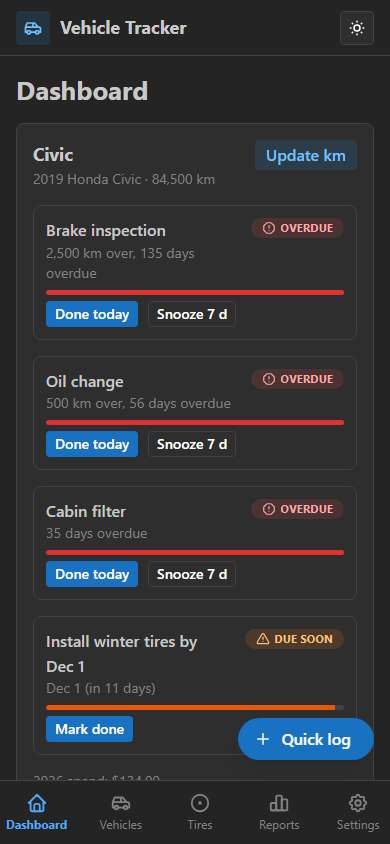 Vehicle Tracker
Dashboard
Civic
Update km
2019 Honda Civic · 84,500 km
Brake inspection
OVERDUE
2,500 km over, 135 days
overdue
Done today
Snooze 7 d
Oil change
OVERDUE
500 km over, 56 days overdue
Done today
Snooze 7 d
Cabin filter
OVERDUE
35 days overdue
Done today
Snooze 7 d
Install winter tires by
Dec 1
DUE SOON
Dec 1 (in 11 days)
Mark done
Quick log
Dashboard
Vehicles
Tires
Reports
Settings